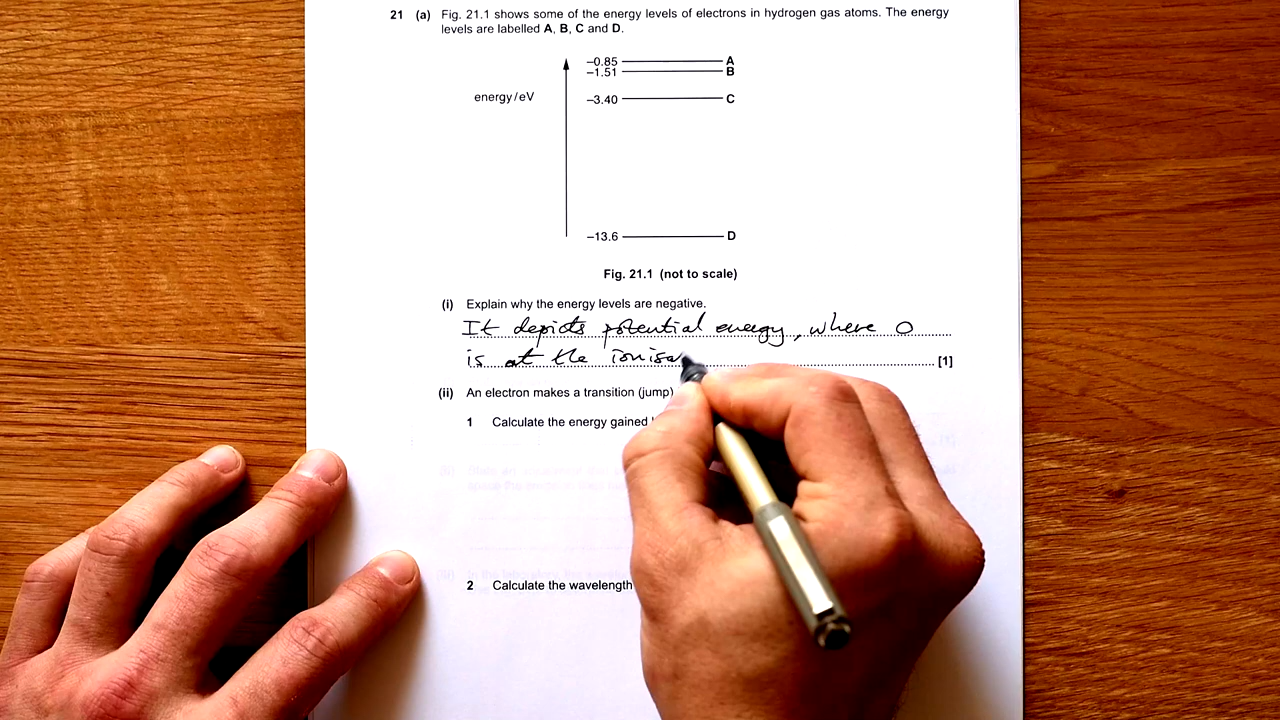 21 (a) Fig. 21.1 shows some of the energy levels of electrons in hydrogen gas atoms. The energy
levels are labelled A, B, C and D.
–0.85 A
–1.51 B
energy/eV
–3.40 C
–13.6 D
Fig. 21.1 (not to scale)
(i) Explain why the energy levels are negative.
It depicts potential energy, where 0
is at the ionisa
[1]
(ii) An electron makes a transition (jump)
1 Calculate the energy gained
2 Calculate the wavelength